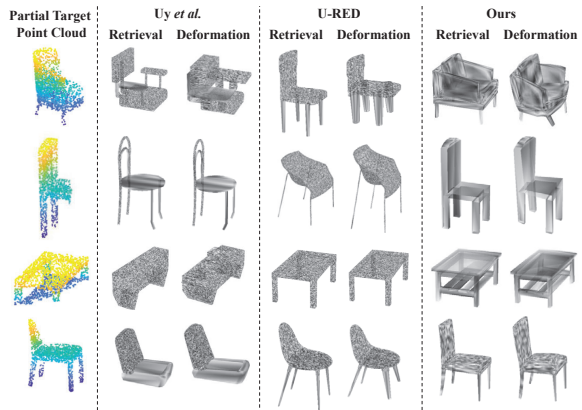 Partial Target
Point Cloud
Uy et al.
Retrieval Deformation
U-RED
Retrieval Deformation
Ours
Retrieval Deformation